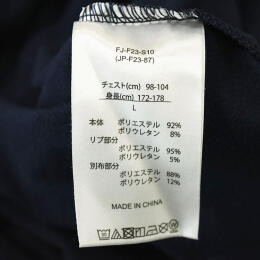 FJ-F23-S10
(JP-F23-87)
チェスト(cm) 98-104
身長(cm) 172-178
L
本体 ポリエステル 92%
ポリウレタン 8%
リブ部分
ポリエステル 95%
ポリウレタン 5%
別布部分
ポリエステル 88%
ポリウレタン 12%
MADE IN CHINA